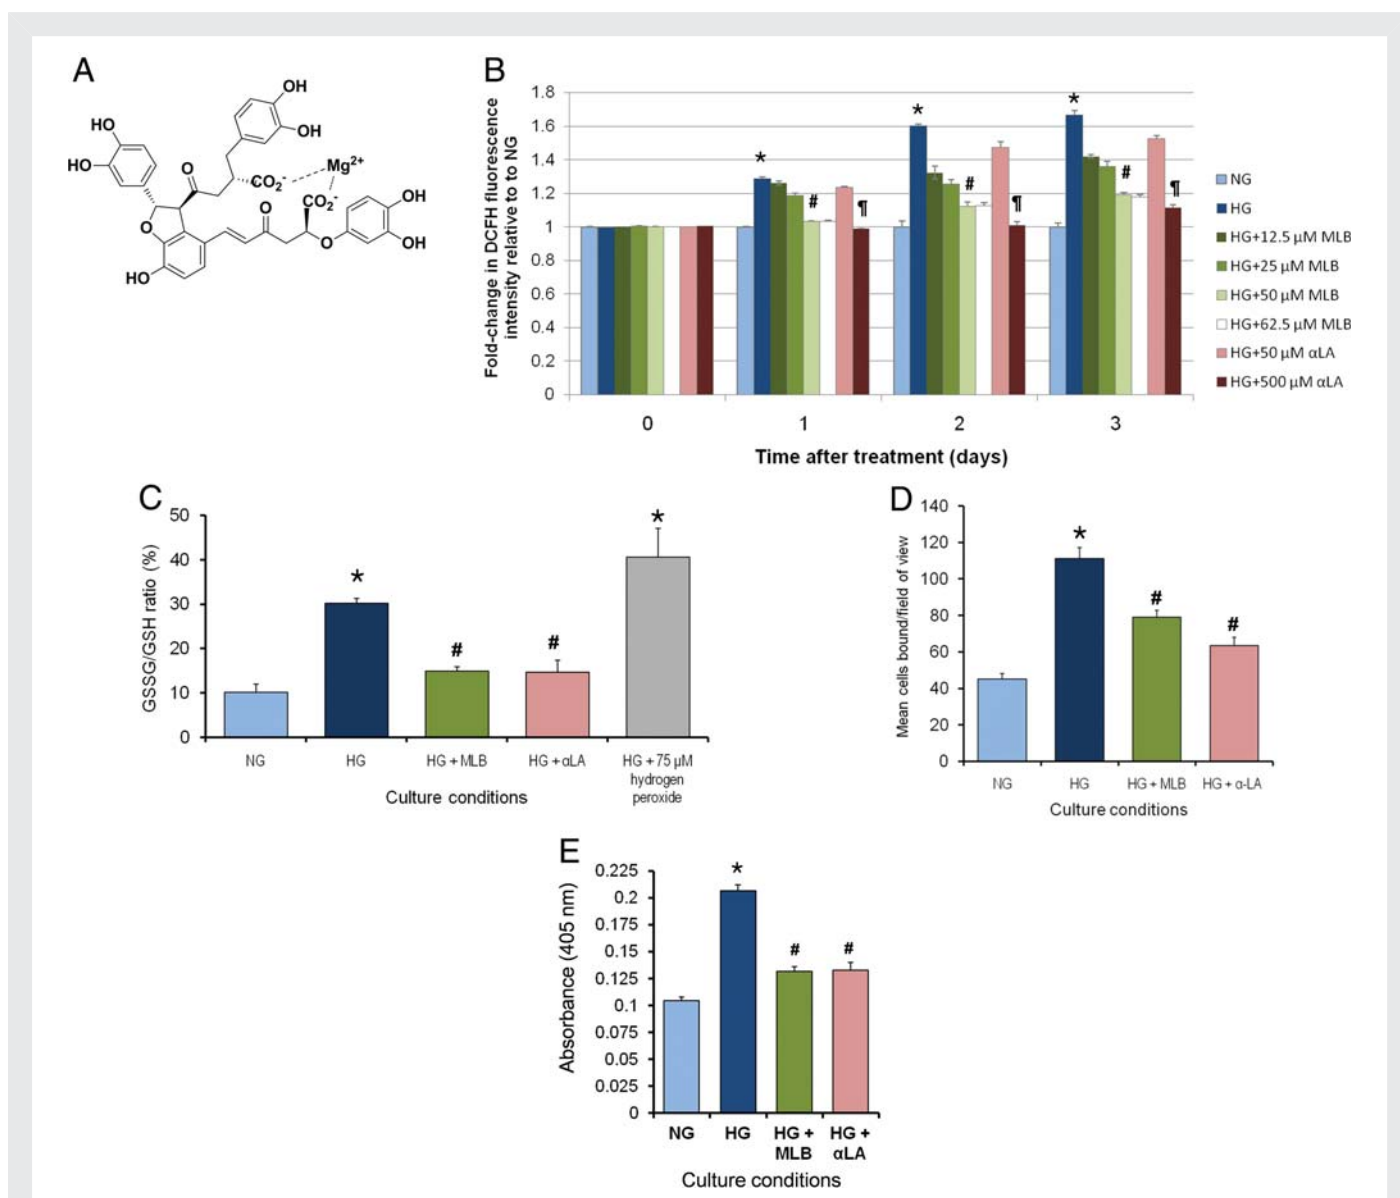 A
OH
OH
HO
HO
O
CO2-
Mg2+
CO2-
O
O
O
OH
OH
HO
B
Fold-change in DCFH fluorescence
intensity relative to to NG
1.8
1.6
1.4
1.2
1
0.8
0.6
0.4
0.2
0
*
#
¶
*
#
¶
*
#
¶
0 1 2 3
Time after treatment (days)
NG
HG
HG+12.5 µM MLB
HG+25 µM MLB
HG+50 µM MLB
HG+62.5 µM MLB
HG+50 µM αLA
HG+500 µM αLA
C
GSSG/GSH ratio (%)
50
40
30
20
10
0
*
#
#
*
NG HG HG + MLB HG + αLA HG + 75 µM
hydrogen
peroxide
Culture conditions
D
Mean cells bound/field of view
140
120
100
80
60
40
20
0
*
#
#
NG HG HG + MLB HG + α-LA
Culture conditions
E
Absorbance (405 nm)
0.225
0.2
0.175
0.15
0.125
0.1
0.075
0.05
0.025
0
*
#
#
NG HG HG + HG +
MLB αLA
Culture conditions